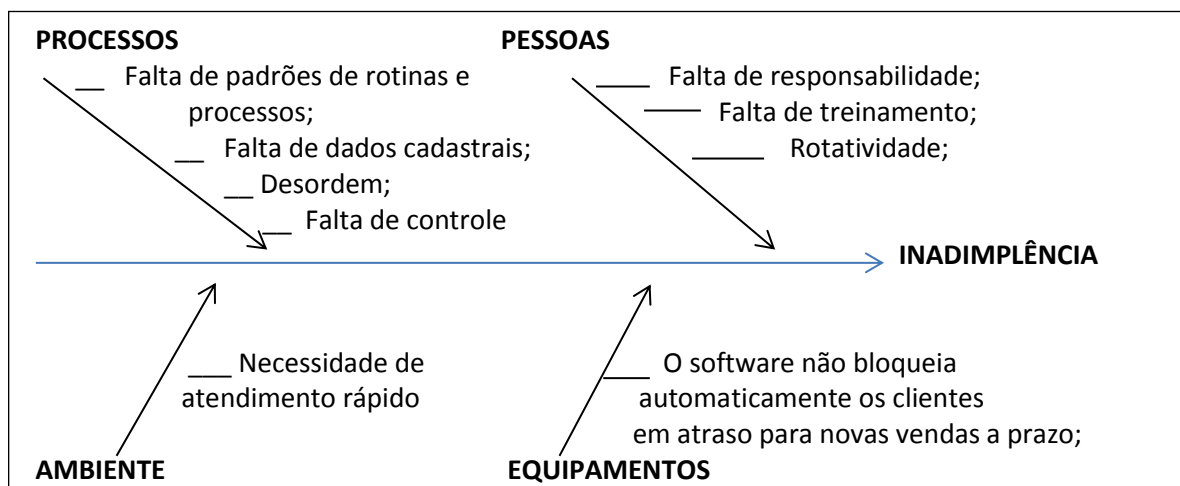 PROCESSOS
Falta de padrões de rotinas e
processos;
Falta de dados cadastrais;
Desordem;
Falta de controle
PESSOAS
Falta de responsabilidade;
Falta de treinamento;
Rotatividade;
INADIMPLÊNCIA
Necessidade de
atendimento rápido
AMBIENTE
O software não bloqueia
automaticamente os clientes
em atraso para novas vendas a prazo;
EQUIPAMENTOS